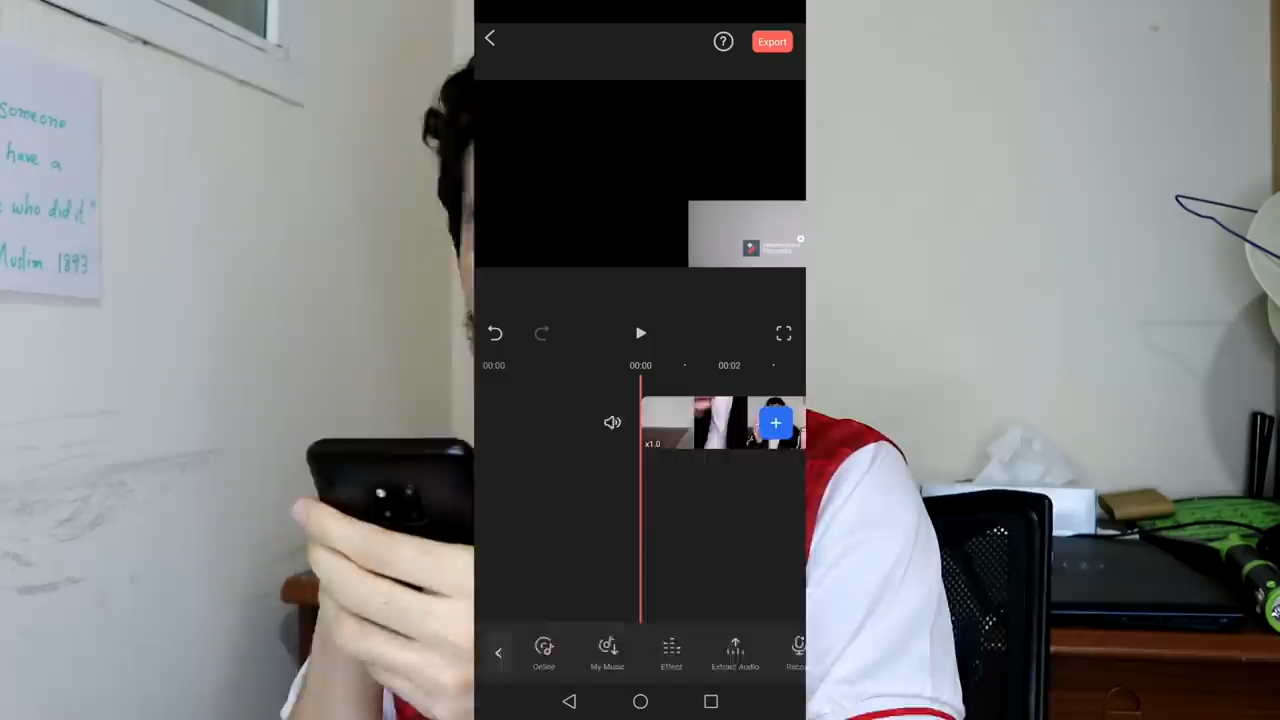 someone
have a
who did it"
Muslim 1893
?
Export
00:00
00:00
00:02
x1.0
Online
My Music
Effect
Extract Audio
Reco